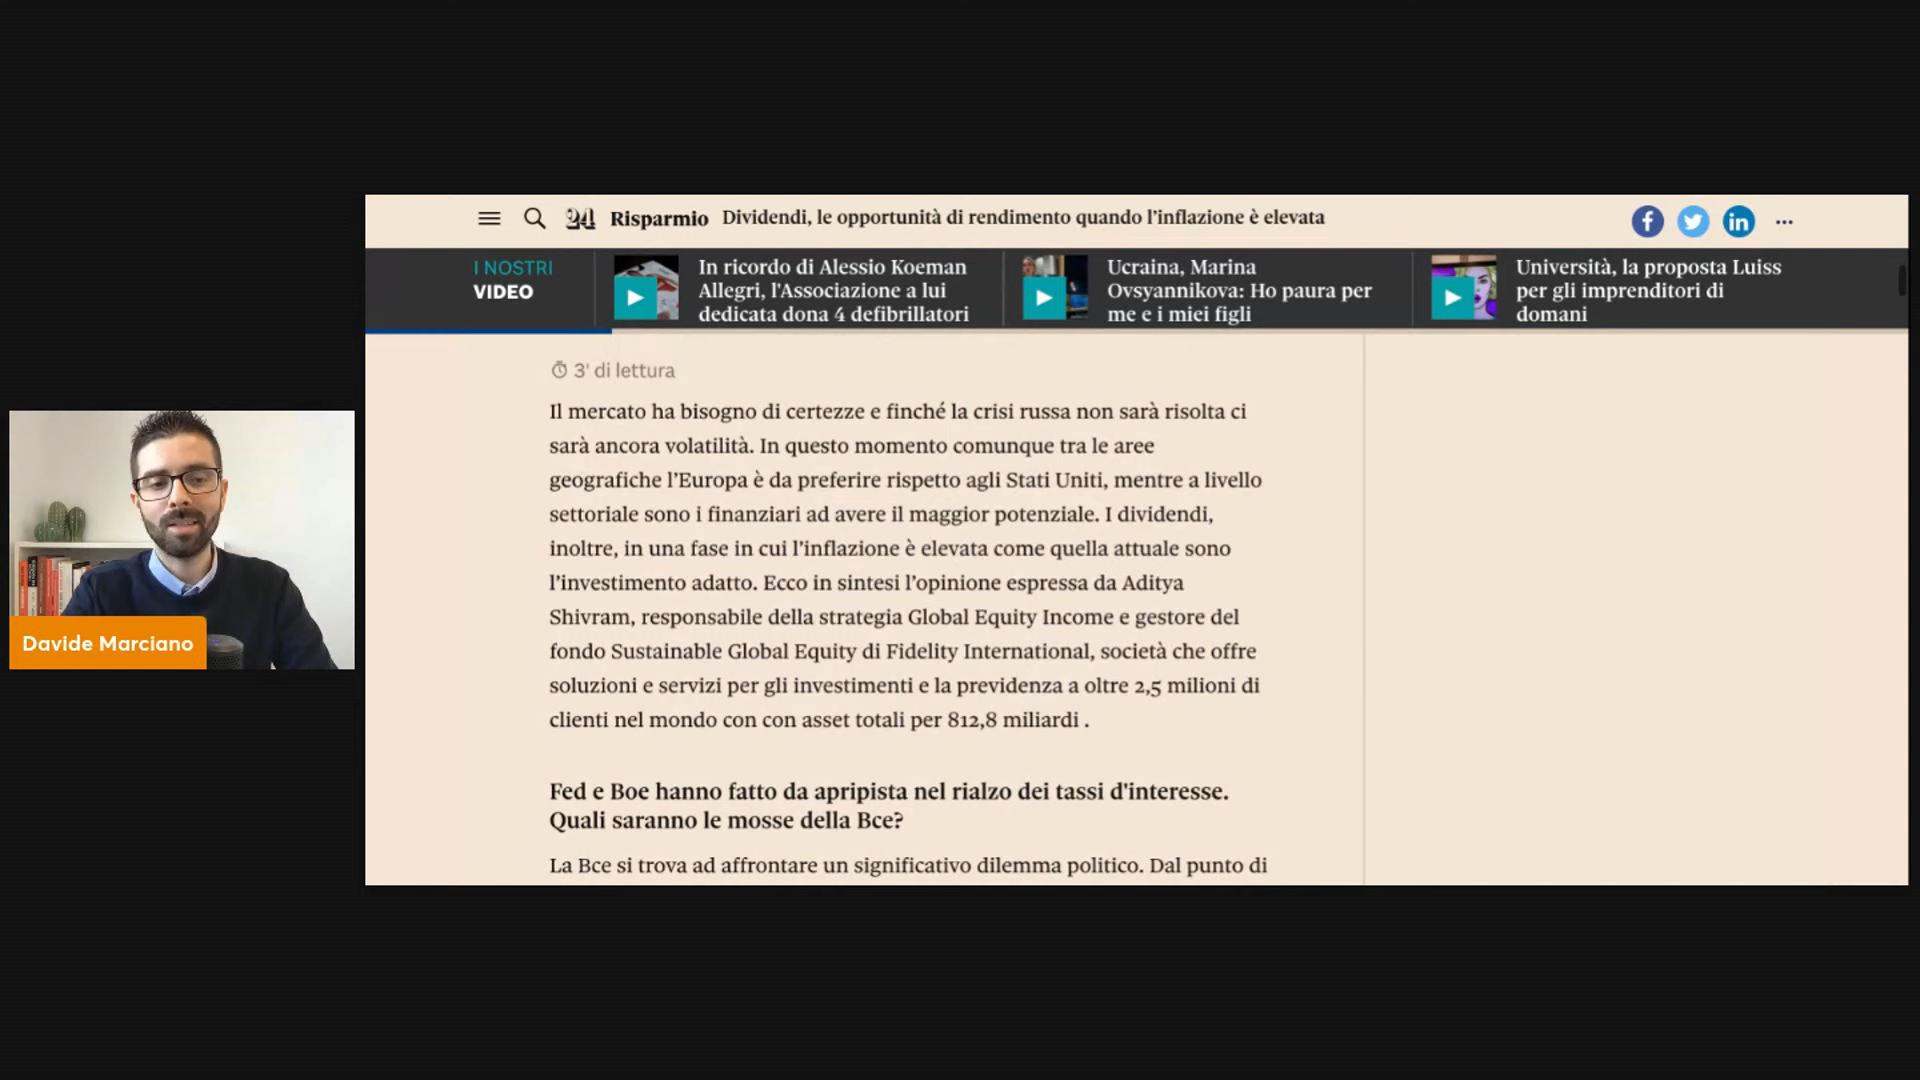 24 Risparmio Dividendi, le opportunità di rendimento quando l'inflazione è elevata
I NOSTRI
VIDEO
In ricordo di Alessio Koeman
Allegri, l'Associazione a lui
dedicata dona 4 defibrillatori
Ucraina, Marina
Ovsyannikova: Ho paura per
me e i miei figli
Università, la proposta Luiss
per gli imprenditori di
domani
3' di lettura
Il mercato ha bisogno di certezze e finché la crisi russa non sarà risolta ci
sarà ancora volatilità. In questo momento comunque tra le aree
geografiche l'Europa è da preferire rispetto agli Stati Uniti, mentre a livello
settoriale sono i finanziari ad avere il maggior potenziale. I dividendi,
inoltre, in una fase in cui l'inflazione è elevata come quella attuale sono
l'investimento adatto. Ecco in sintesi l'opinione espressa da Aditya
Shivram, responsabile della strategia Global Equity Income e gestore del
fondo Sustainable Global Equity di Fidelity International, società che offre
soluzioni e servizi per gli investimenti e la previdenza a oltre 2,5 milioni di
clienti nel mondo con con asset totali per 812,8 miliardi .
Fed e Boe hanno fatto da apripista nel rialzo dei tassi d'interesse.
Quali saranno le mosse della Bce?
La Bce si trova ad affrontare un significativo dilemma politico. Dal punto di
Davide Marciano